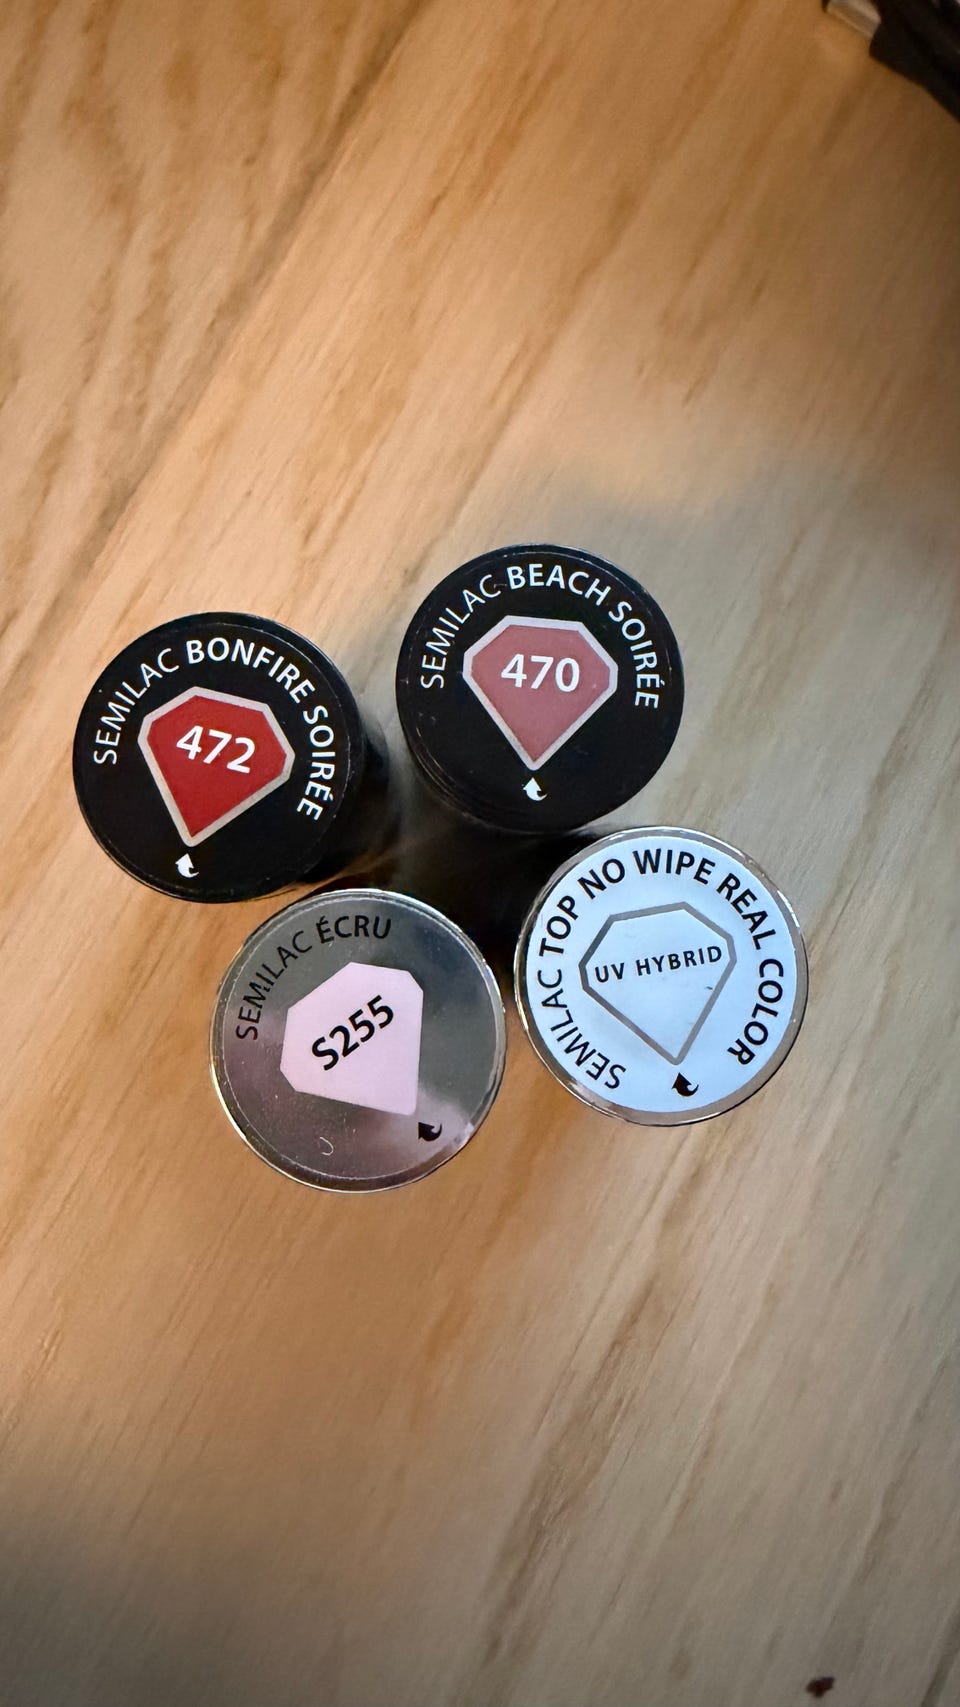 SEMILAC BEACH SOIRÉE
470
SEMILAC BONFIRE SOIRÉE
472
SEMILAC TOP NO WIPE REAL COLOR
UV HYBRID
SEMILAC ÉCRU
S255